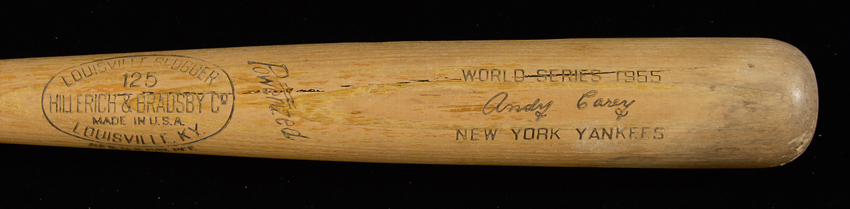 LOUISVILLE SLUGGER
125
HILLERICH & BRADSBY Co
MADE IN U.S.A.
LOUISVILLE, KY
Powerized
WORLD SERIES 1955
Andy Carey
NEW YORK YANKEES